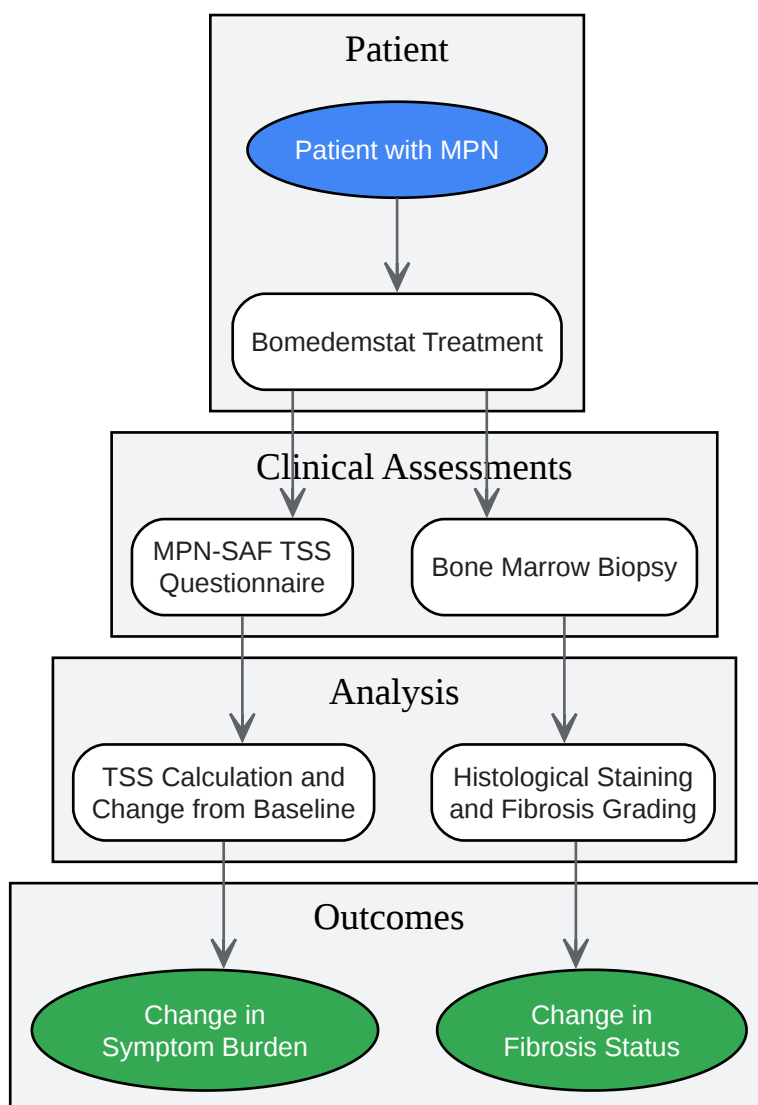 Patient
Patient with MPN
Bomedemstat Treatment
Clinical Assessments
MPN-SAF TSS
Questionnaire
Bone Marrow Biopsy
Analysis
TSS Calculation and
Change from Baseline
Histological Staining
and Fibrosis Grading
Outcomes
Change in
Symptom Burden
Change in
Fibrosis Status